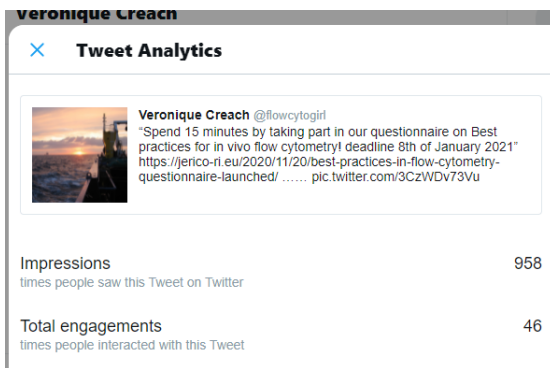 Veronique Creach
× Tweet Analytics
Veronique Creach @flowcytogirl
“Spend 15 minutes by taking part in our questionnaire on Best
practices for in vivo flow cytometry! deadline 8th of January 2021”
https://jerico-ri.eu/2020/11/20/best-practices-in-flow-cytometry-
questionnaire-launched/ …… pic.twitter.com/3CzWDv73Vu
Impressions 958
times people saw this Tweet on Twitter
Total engagements 46
times people interacted with this Tweet